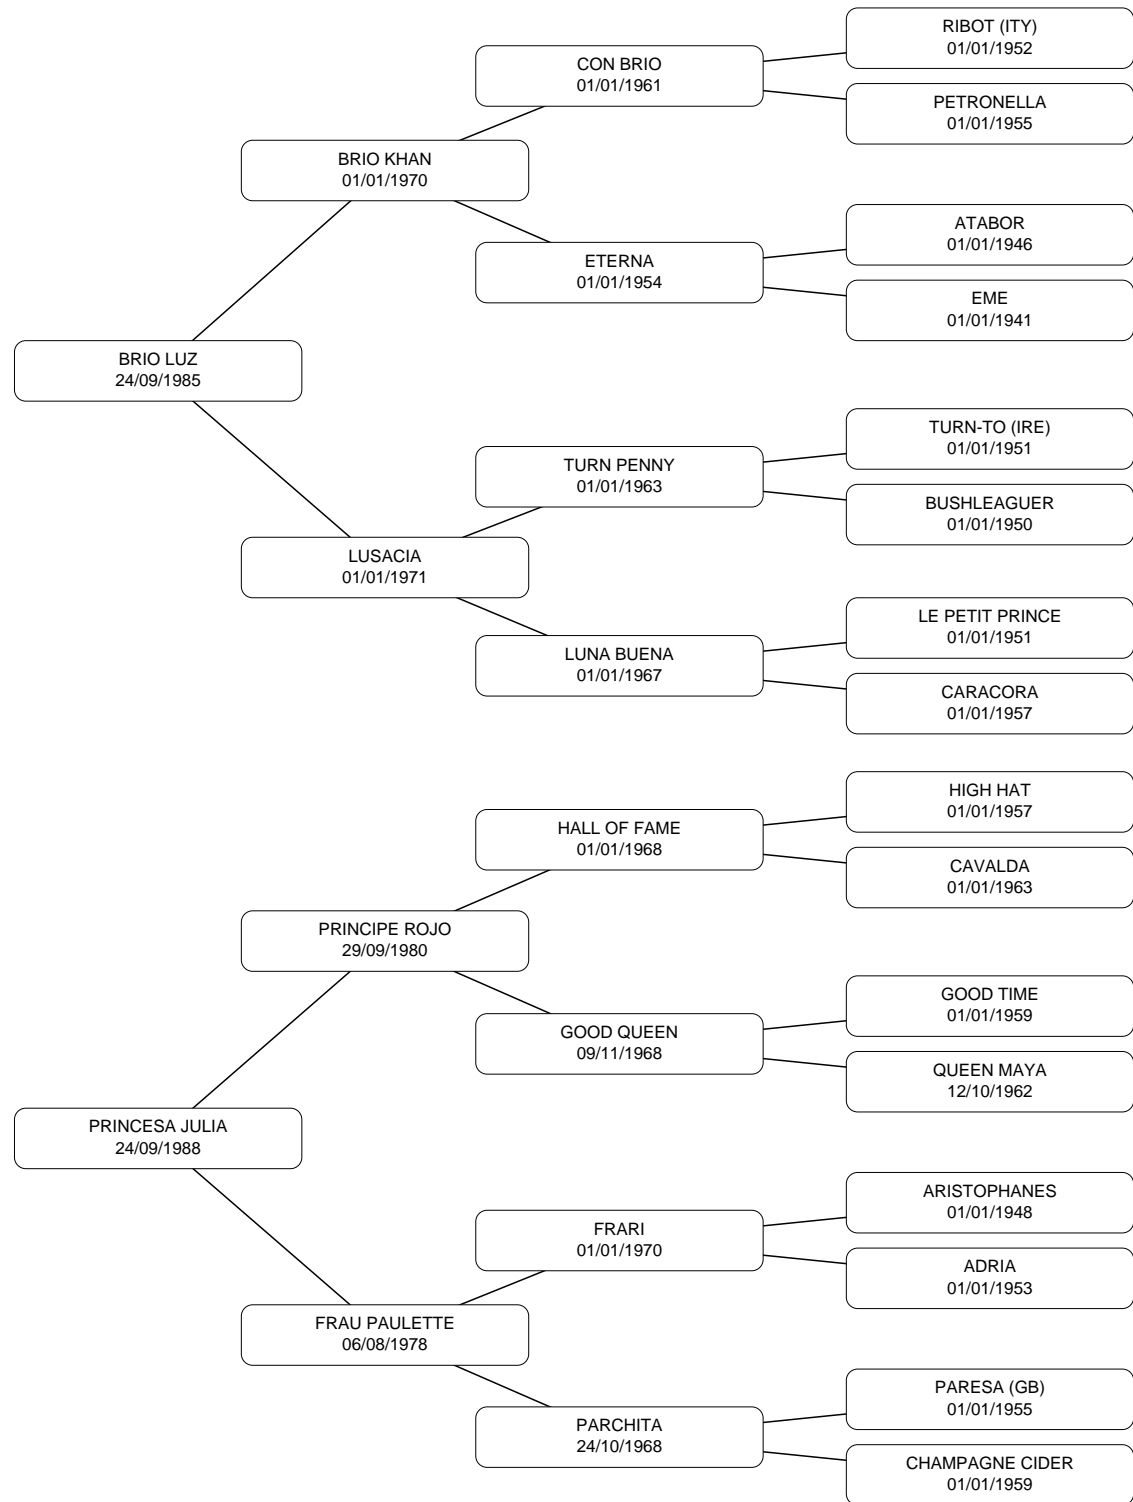 RIBOT (ITY)
01/01/1952
CON BRIO
01/01/1961
PETRONELLA
01/01/1955
BRIO KHAN
01/01/1970
ATABOR
01/01/1946
ETERNA
01/01/1954
EME
01/01/1941
BRIO LUZ
24/09/1985
TURN-TO (IRE)
01/01/1951
TURN PENNY
01/01/1963
BUSHLEAGUER
01/01/1950
LUSACIA
01/01/1971
LE PETIT PRINCE
01/01/1951
LUNA BUENA
01/01/1967
CARACORA
01/01/1957
HIGH HAT
01/01/1957
HALL OF FAME
01/01/1968
CAVALDA
01/01/1963
PRINCIPE ROJO
29/09/1980
GOOD TIME
01/01/1959
GOOD QUEEN
09/11/1968
QUEEN MAYA
12/10/1962
PRINCESA JULIA
24/09/1988
ARISTOPHANES
01/01/1948
FRARI
01/01/1970
ADRIA
01/01/1953
FRAU PAULETTE
06/08/1978
PARESA (GB)
01/01/1955
PARCHITA
24/10/1968
CHAMPAGNE CIDER
01/01/1959